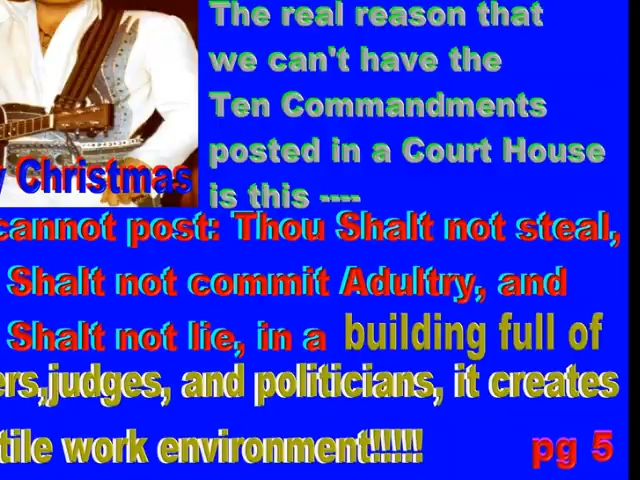 The real reason that
we can't have the
Ten Commandments
posted in a Court House
is this ----
y Christmas
cannot post: Thou Shalt not steal,
Shalt not commit Adultry, and
Shalt not lie, in a building full of
ers,judges, and politicians, it creates
tile work environment!!!!!
pg 5